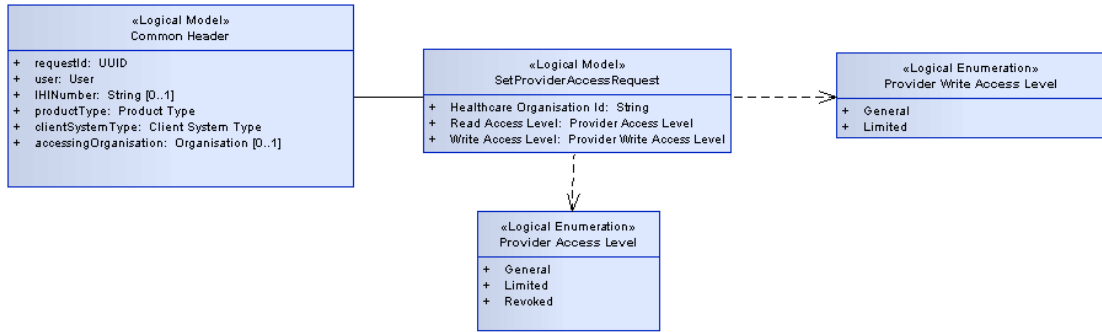 «Logical Model»
Common Header
+ requestId: UUID
+ user: User
+ IHINumber: String [0..1]
+ productType: Product Type
+ clientSystemType: Client System Type
+ accessingOrganisation: Organisation [0..1]
«Logical Model»
SetProviderAccessRequest
+ Healthcare Organisation Id: String
+ Read Access Level: Provider Access Level
+ Write Access Level: Provider Write Access Level
«Logical Enumeration»
Provider Write Access Level
+ General
+ Limited
«Logical Enumeration»
Provider Access Level
+ General
+ Limited
+ Revoked